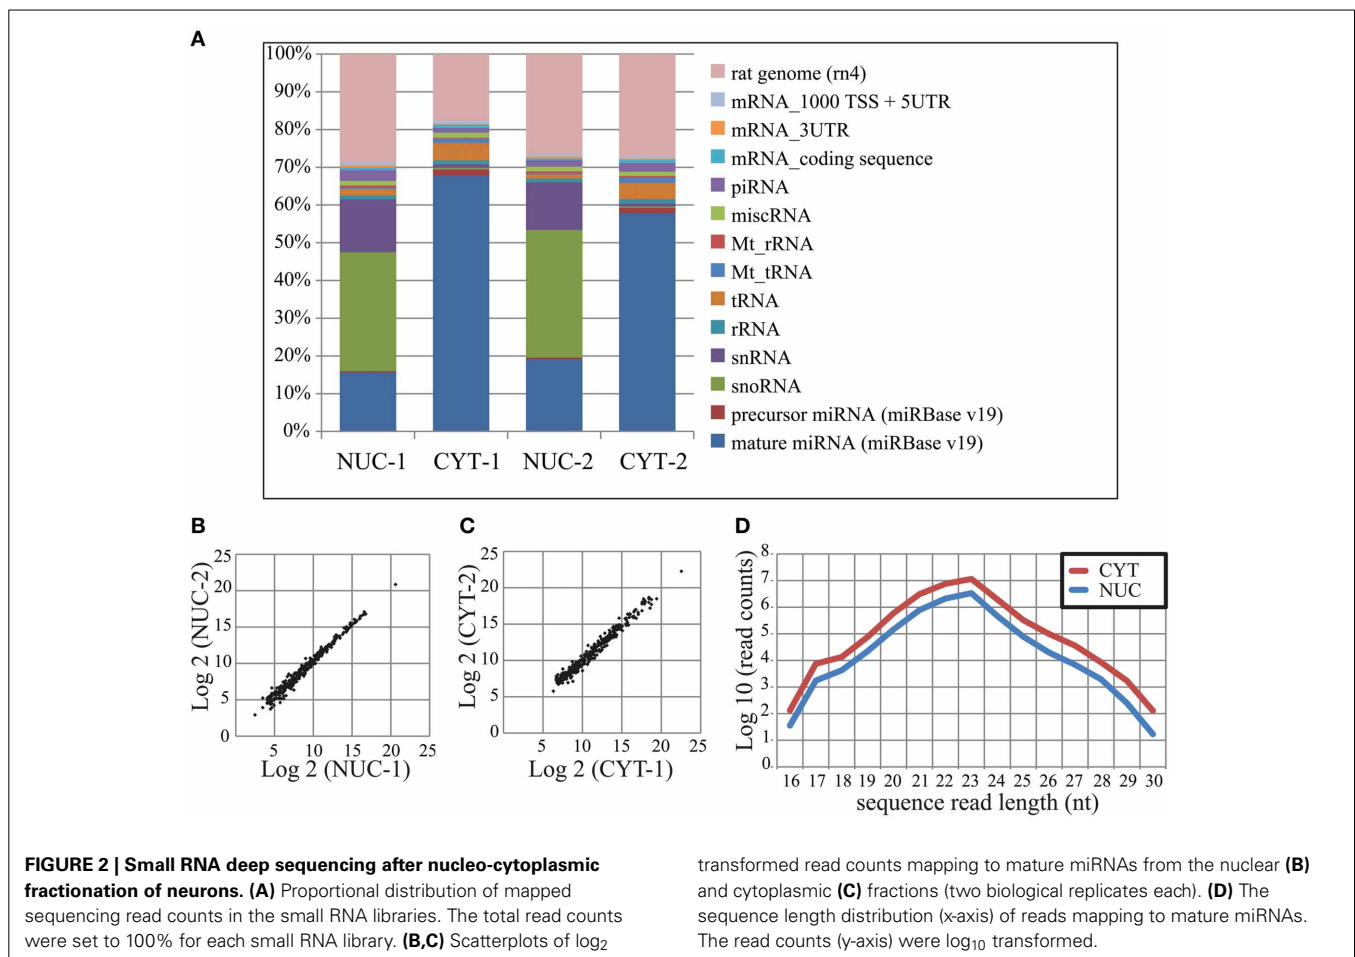 A
100%
90%
80%
70%
60%
50%
40%
30%
20%
10%
0%
NUC-1 CYT-1 NUC-2 CYT-2
rat genome (rn4)
mRNA_1000 TSS + 5UTR
mRNA_3UTR
mRNA_coding sequence
piRNA
miscRNA
Mt_rRNA
Mt_tRNA
tRNA
rRNA
snRNA
snoRNA
precursor miRNA (miRBase v19)
mature miRNA (miRBase v19)
B
Log 2 (NUC-2)
25
20
15
10
5
0
5 10 15 20 25
Log 2 (NUC-1)
C
Log 2 (CYT-2)
25
20
15
10
5
0
5 10 15 20 25
Log 2 (CYT-1)
D
Log 10 (read counts)
8
7
6
5
4
3
2
1
0
CYT
NUC
16 17 18 19 20 21 22 23 24 25 26 27 28 29 30
sequence read length (nt)
FIGURE 2 | Small RNA deep sequencing after nucleo-cytoplasmic
fractionation of neurons. (A) Proportional distribution of mapped
sequencing read counts in the small RNA libraries. The total read counts
were set to 100% for each small RNA library. (B,C) Scatterplots of log2
transformed read counts mapping to mature miRNAs from the nuclear (B)
and cytoplasmic (C) fractions (two biological replicates each). (D) The
sequence length distribution (x-axis) of reads mapping to mature miRNAs.
The read counts (y-axis) were log10 transformed.